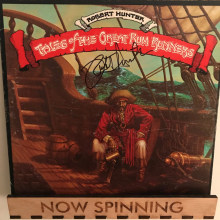 ROBERT HUNTER
TALES OF THE GREAT RUM RUNNERS
NOW SPINNING